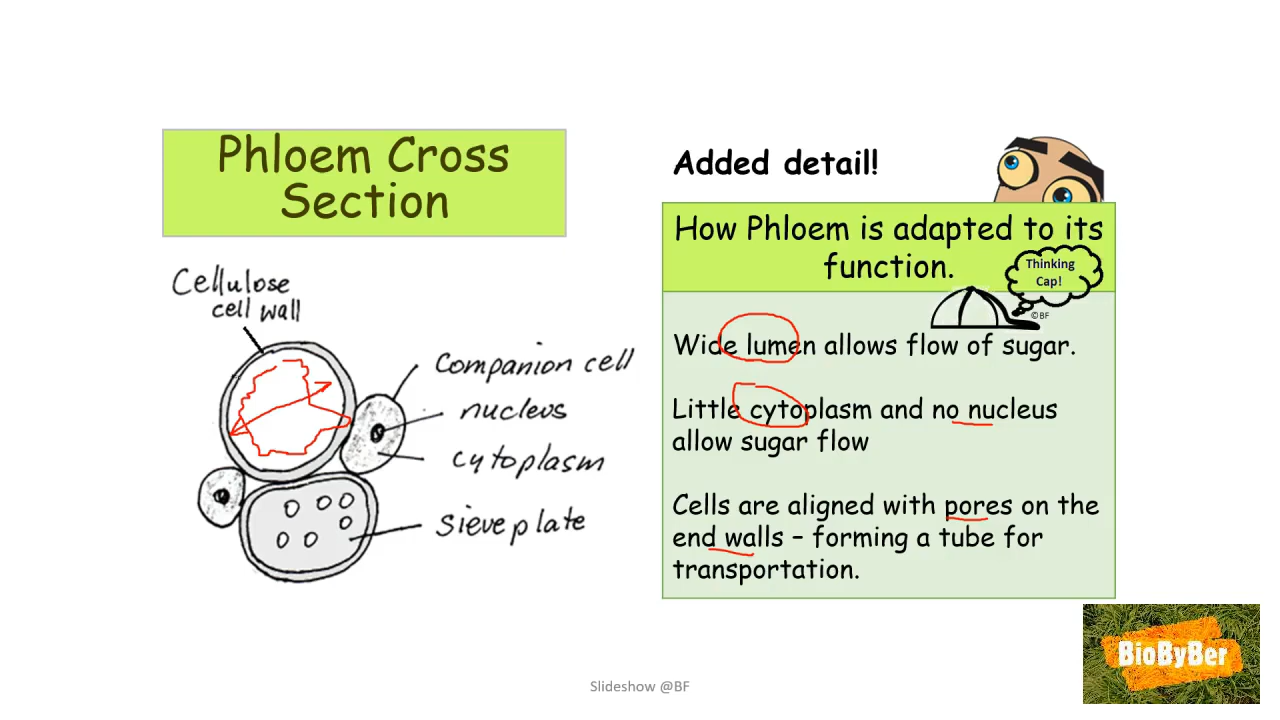 Phloem Cross
Section
Cellulose
cell wall
Companion cell
nucleus
cytoplasm
sieve plate
Added detail!
How Phloem is adapted to its
function.
Thinking
Cap!
©BF
Wide lumen allows flow of sugar.
Little cytoplasm and no nucleus
allow sugar flow
Cells are aligned with pores on the
end walls – forming a tube for
transportation.
BioByBer
Slideshow @BF